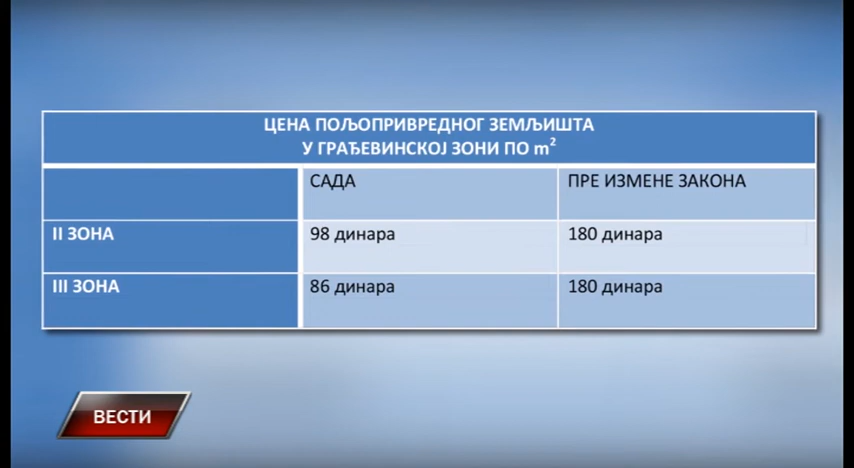 ЦЕНА ПОЉОПРИВРЕДНОГ ЗЕМЉИШТА
У ГРАЂЕВИНСКОЈ ЗОНИ ПО m²
САДА ПРЕ ИЗМЕНЕ ЗАКОНА
II ЗОНА 98 динара 180 динара
III ЗОНА 86 динара 180 динара
ВЕСТИ